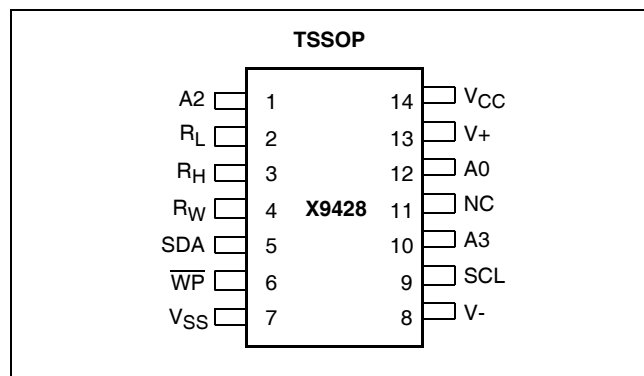 TSSOP
A2 1 14 VCC
RL 2 13 V+
RH 3 12 A0
RW 4 X9428 11 NC
SDA 5 10 A3
WP 6 9 SCL
VSS 7 8 V-